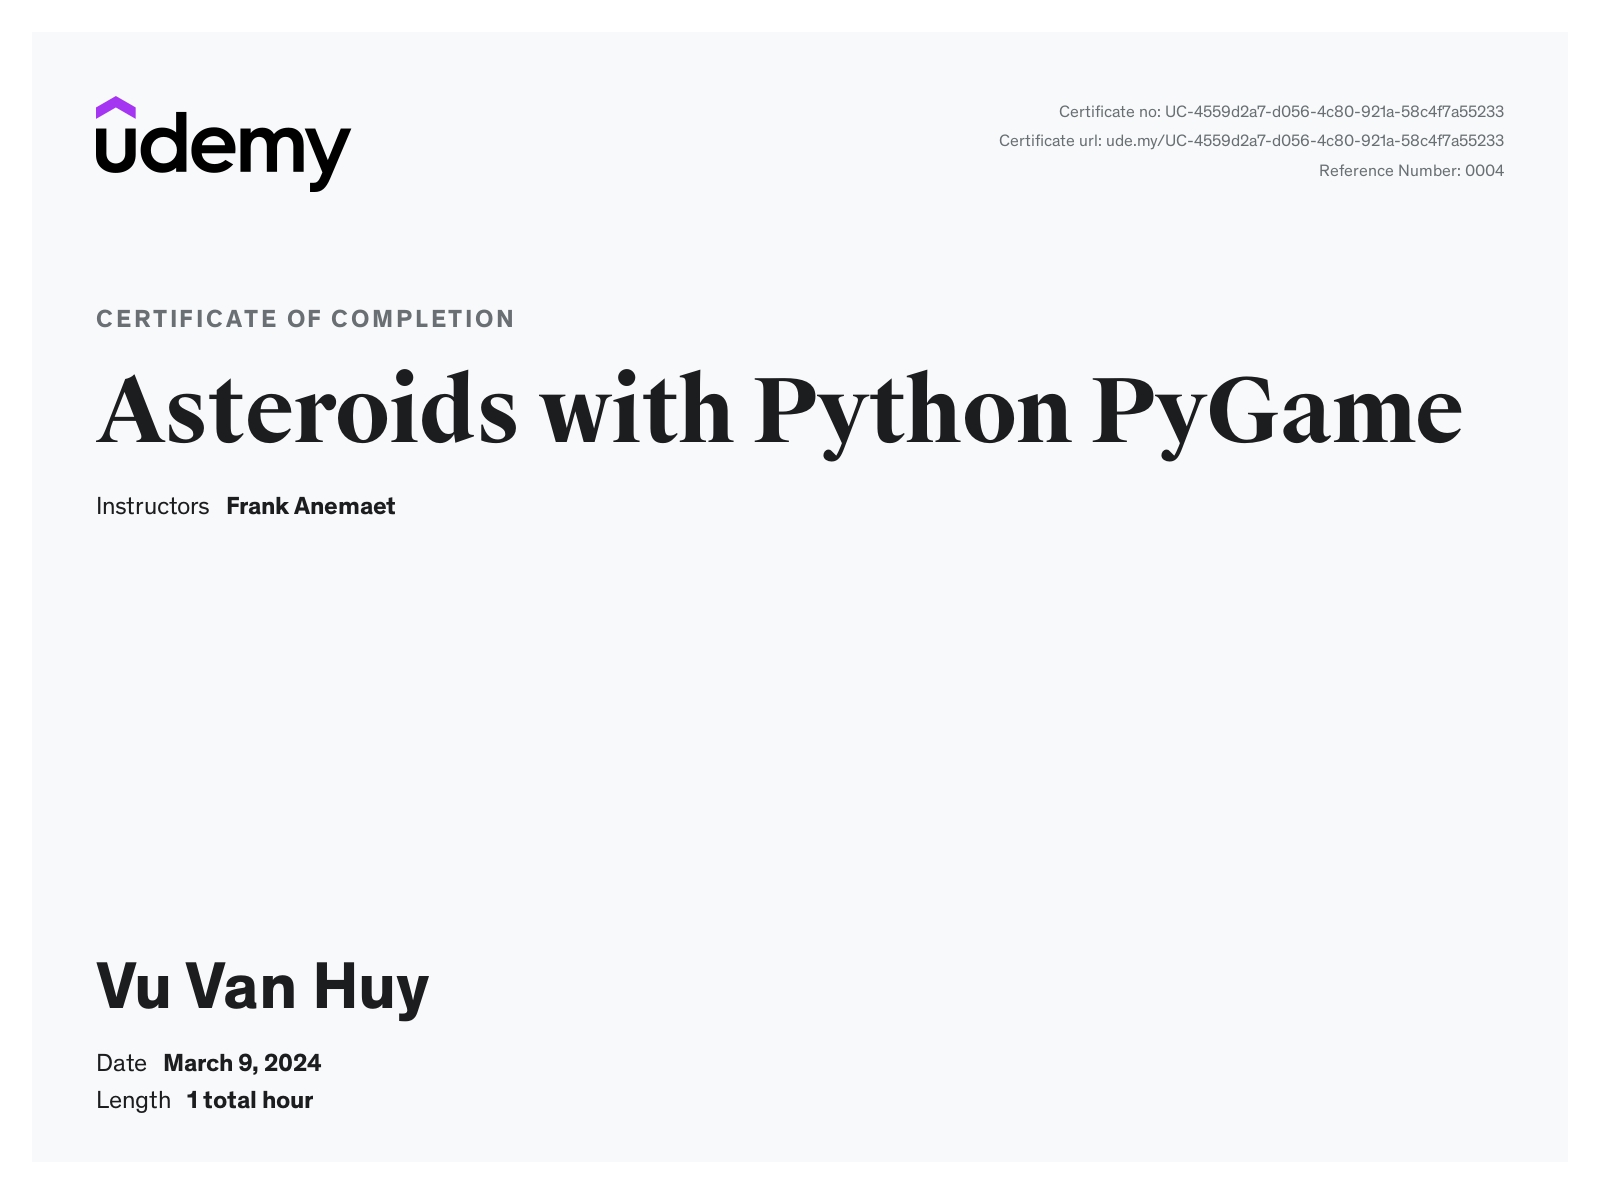 udemy
Certificate no: UC-4559d2a7-d056-4c80-921a-58c4f7a55233
Certificate url: ude.my/UC-4559d2a7-d056-4c80-921a-58c4f7a55233
Reference Number: 0004
CERTIFICATE OF COMPLETION
Asteroids with Python PyGame
Instructors Frank Anemaet
Vu Van Huy
Date March 9, 2024
Length 1 total hour